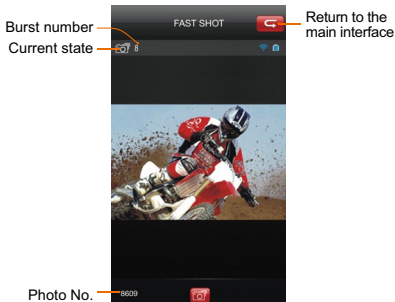 Burst number
Current state
FAST SHOT
Return to the
main interface
8
Photo No.
8609